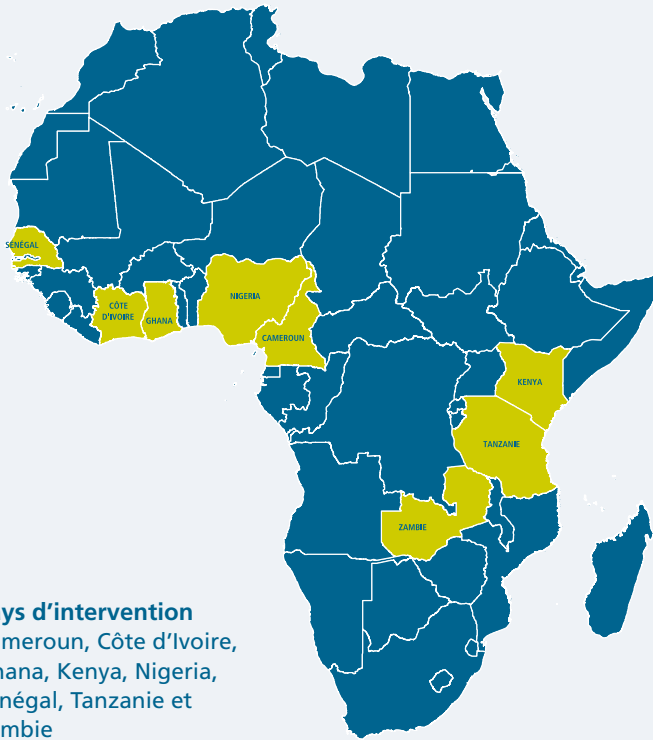 SÉNÉGAL
CÔTE
D'IVOIRE
GHANA
NIGERIA
CAMEROUN
KENYA
TANZANIE
ZAMBIE
ys d'intervention
meroun, Côte d'Ivoire,
hana, Kenya, Nigeria,
négal, Tanzanie et
mbie